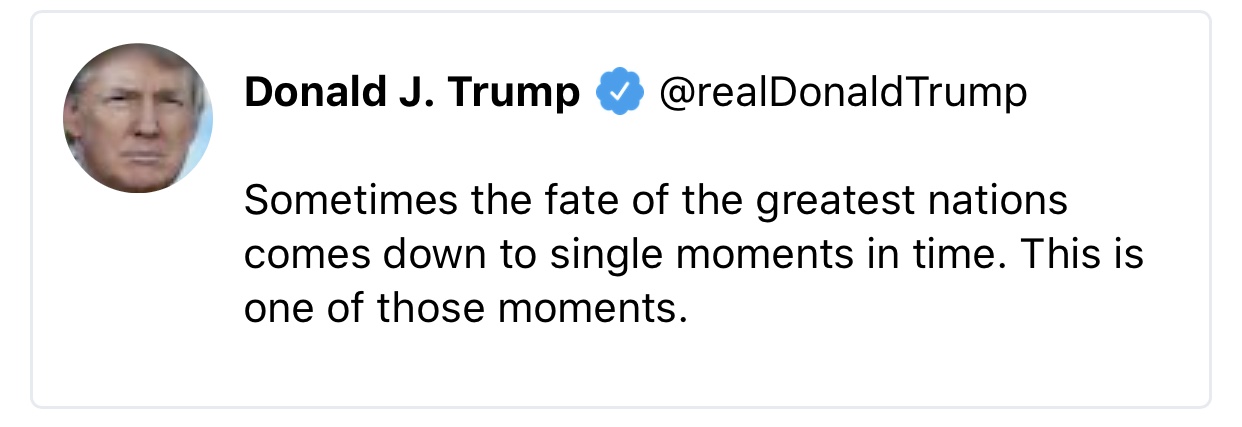 Donald J. Trump @realDonaldTrump
Sometimes the fate of the greatest nations
comes down to single moments in time. This is
one of those moments.